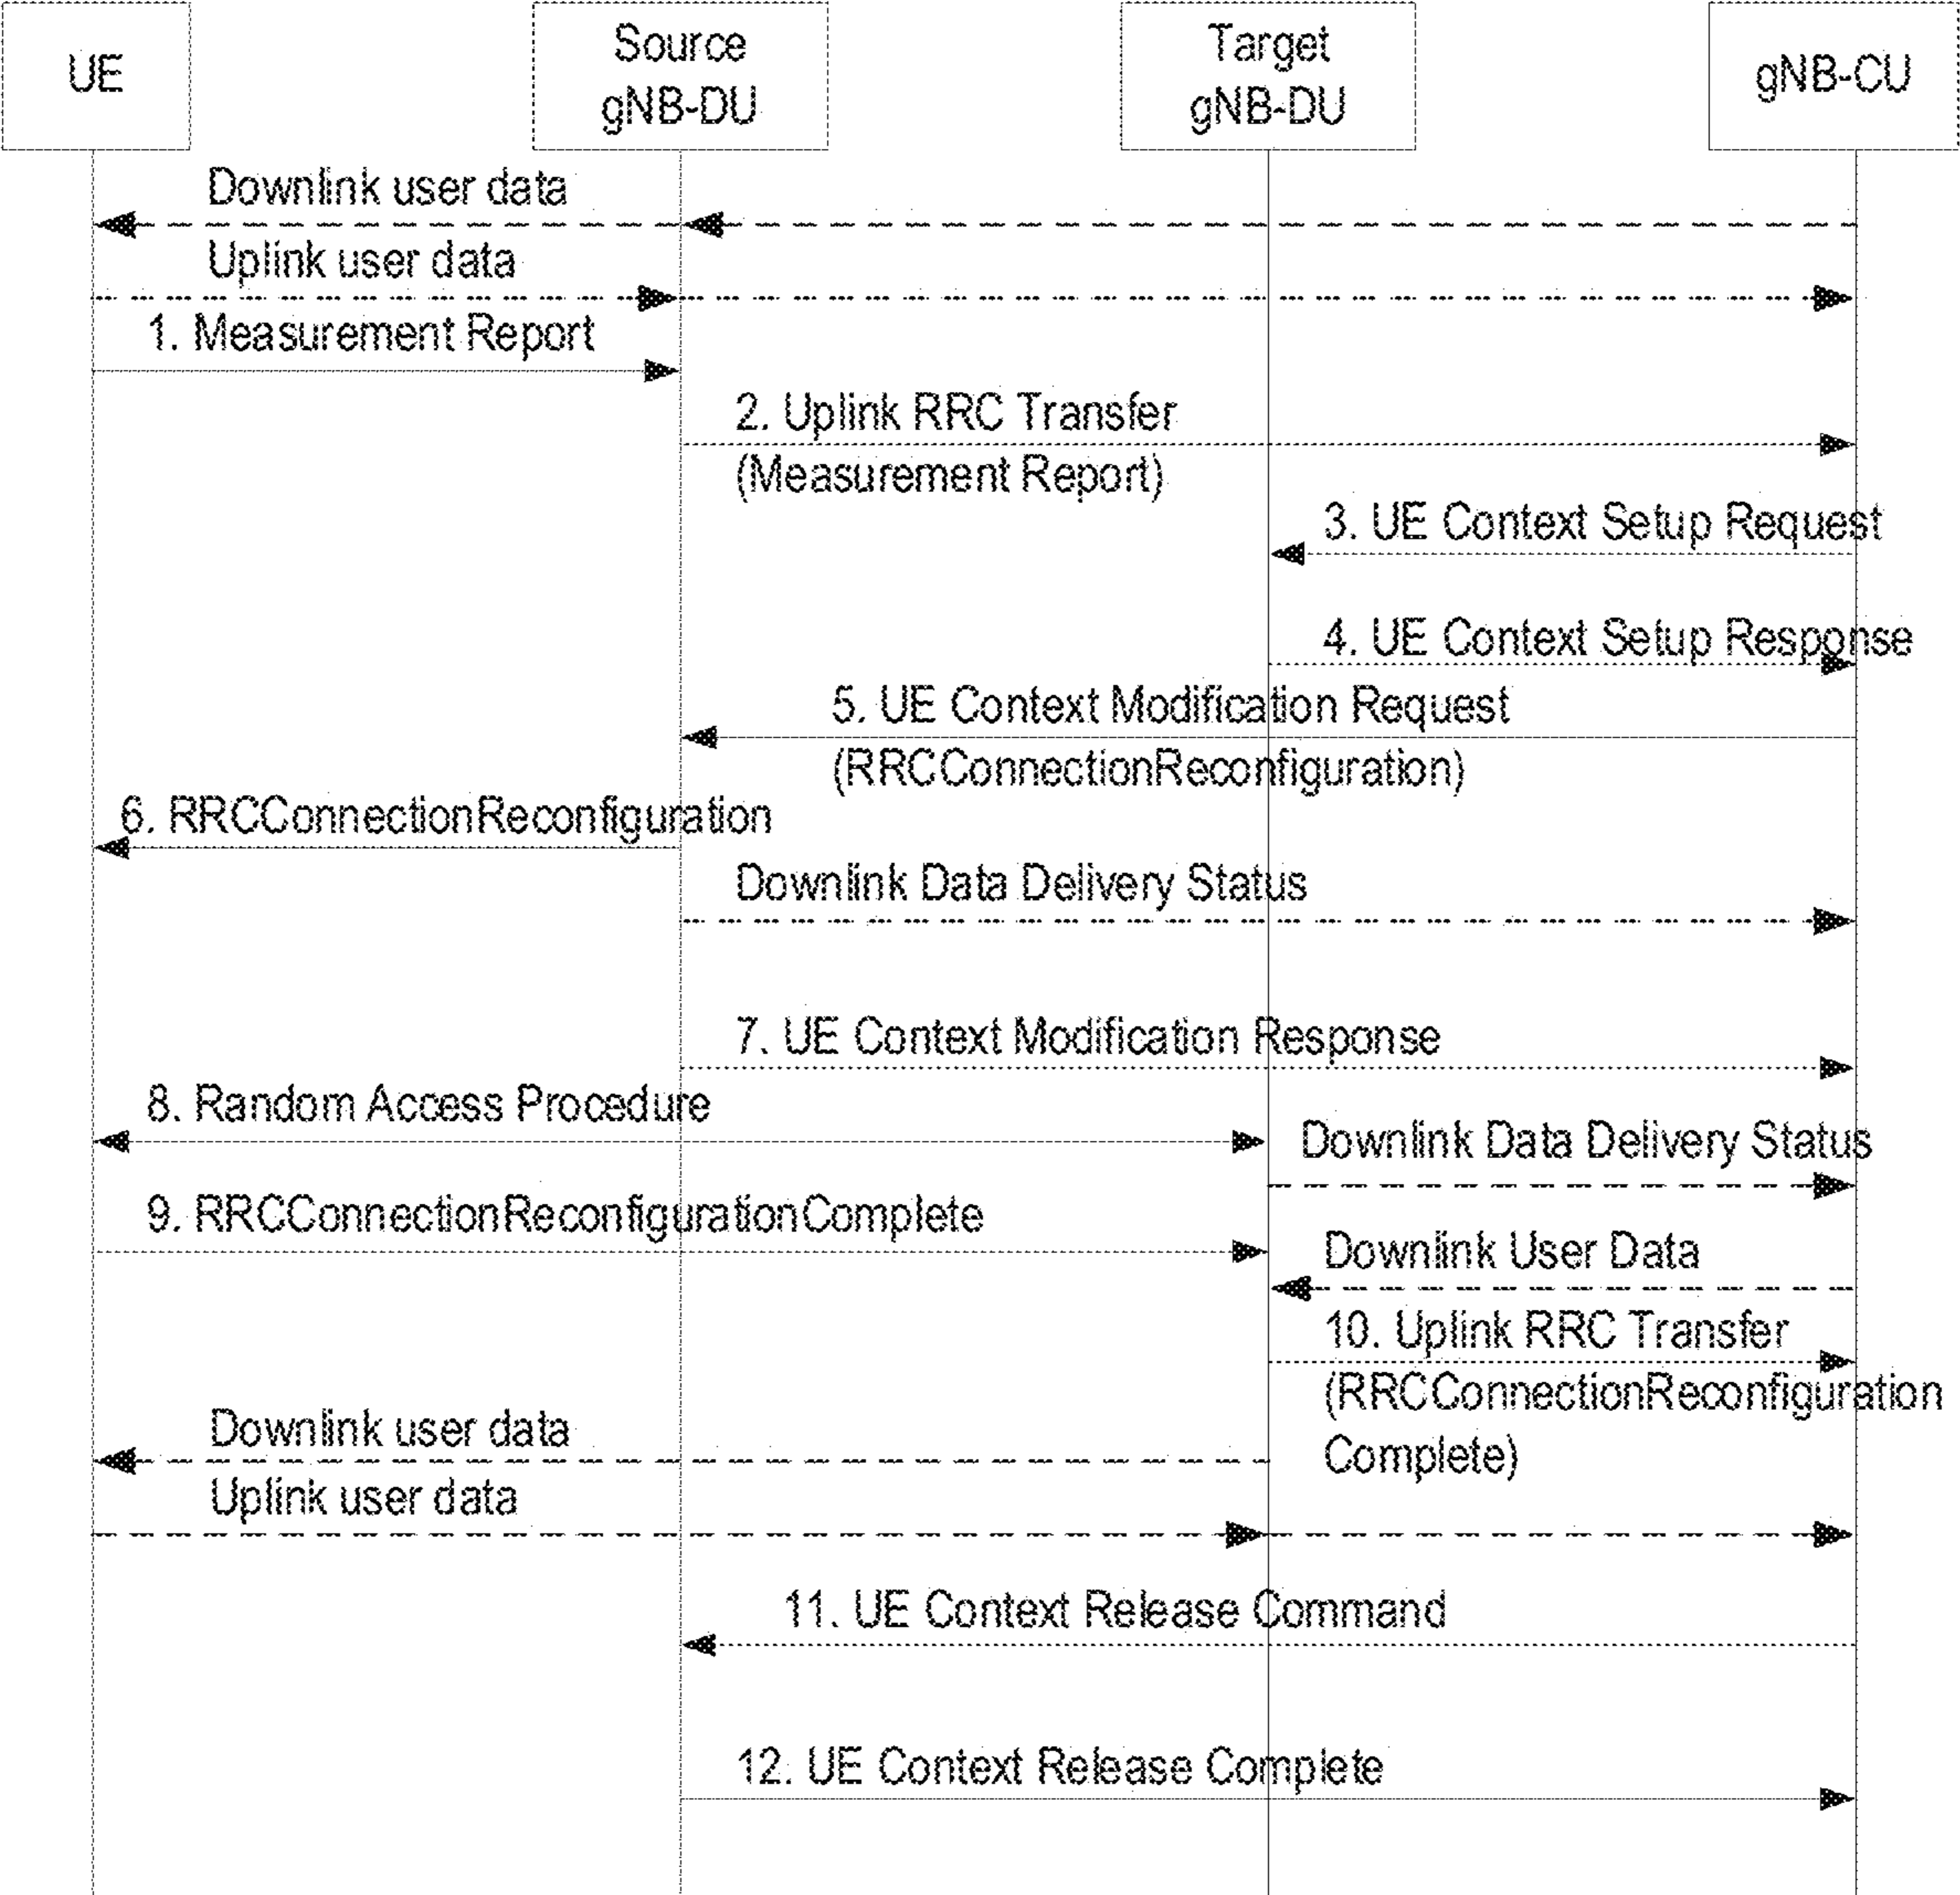 UE
Source
gNB-DU
Target
gNB-DU
gNB-CU
Downlink user data
Uplink user data
1. Measurement Report
2. Uplink RRC Transfer
(Measurement Report)
3. UE Context Setup Request
4. UE Context Setup Response
5. UE Context Modification Request
(RRCConnectionReconfiguration)
6. RRCConnectionReconfiguration
Downlink Data Delivery Status
7. UE Context Modification Response
8. Random Access Procedure
Downlink Data Delivery Status
9. RRCConnectionReconfigurationComplete
Downlink User Data
10. Uplink RRC Transfer
(RRCConnectionReconfiguration
Complete)
Downlink user data
Uplink user data
11. UE Context Release Command
12. UE Context Release Complete